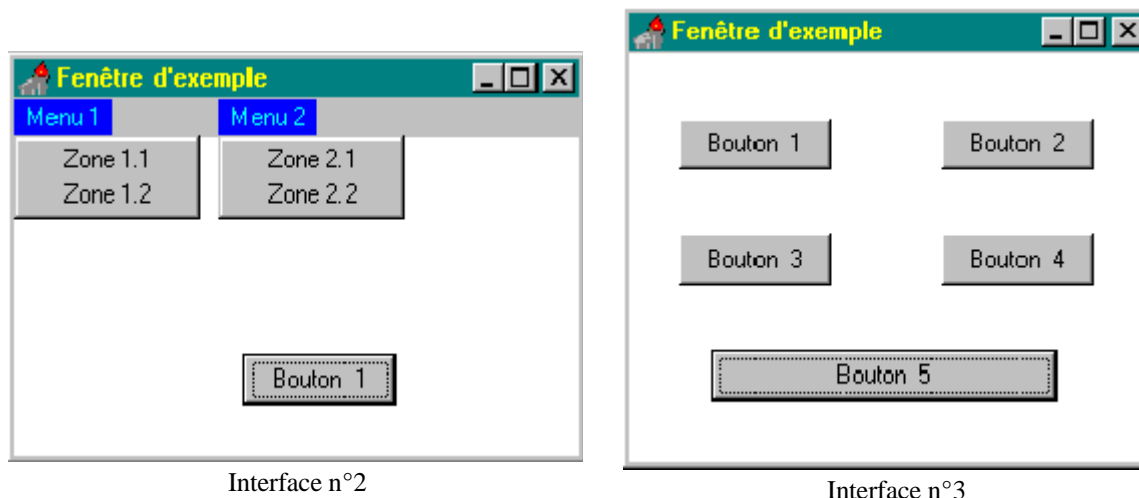 Fenêtre d'exemple
Menu 1 Menu 2
Zone 1.1 Zone 2.1
Zone 1.2 Zone 2.2
Bouton 1
Interface n°2
Fenêtre d'exemple
Bouton 1 Bouton 2
Bouton 3 Bouton 4
Bouton 5
Interface n°3